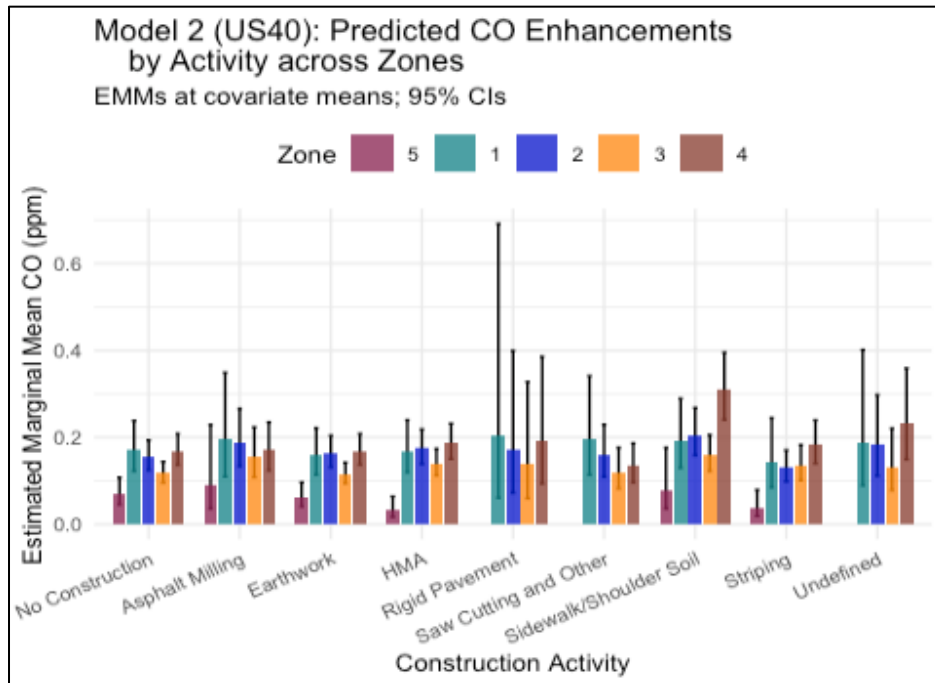 Model 2 (US40): Predicted CO Enhancements
by Activity across Zones
EMMs at covariate means; 95% CIs
Zone 5 1 2 3 4
Estimated Marginal Mean CO (ppm)
0.6
0.4
0.2
0.0
No Construction
Asphalt Milling
Earthwork
HMA
Rigid Pavement
Saw Cutting and Other
Sidewalk/Shoulder Soil
Striping
Undefined
Construction Activity